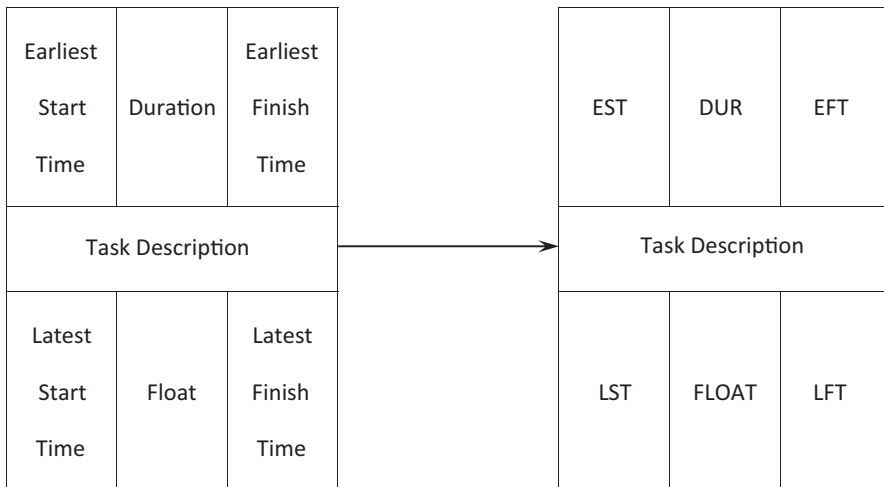 Earliest
Start
Time
Duration
Earliest
Finish
Time
Task Description
Latest
Start
Time
Float
Latest
Finish
Time
EST
DUR
EFT
Task Description
LST
FLOAT
LFT